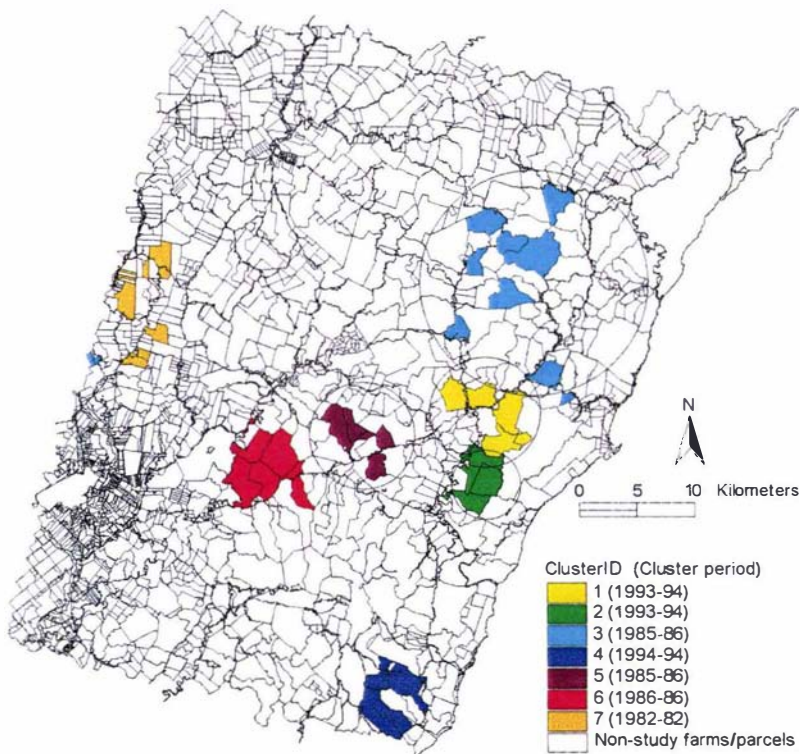 N
0 5 10 Kilometers
ClusterID (Cluster period)
1 (1993-94)
2 (1993-94)
3 (1985-86)
4 (1994-94)
5 (1985-86)
6 (1986-86)
7 (1982-82)
Non-study farms/parcels